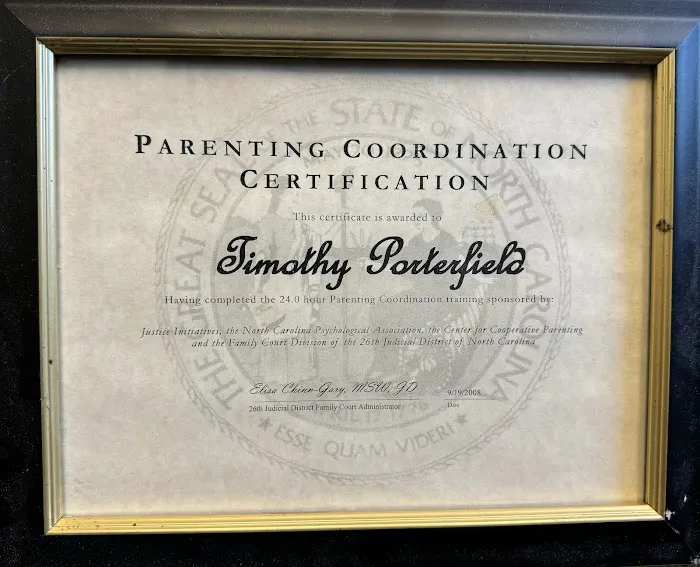 PARENTING COORDINATION
CERTIFICATION
This certificate is awarded to
Timothy Porterfield
Having completed the 24.0 hour Parenting Coordination training sponsored by:
Justice Initiatives, the North Carolina Psychological Association, the Center for Cooperative Parenting
and the Family Court Division of the 26th Judicial District of North Carolina
Elisa Chinn-Gary, MSW, JD
9/19/2008
26th Judicial District Family Court Administrator
Date
THE GREAT SEAL OF THE STATE OF NORTH CAROLINA
★ ESSE QUAM VIDERI ★